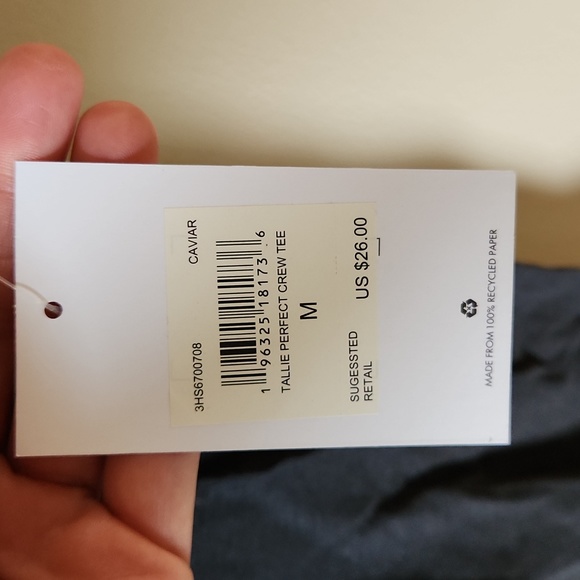 3HS6700708 CAVIAR
1 96325 18173 6
TALLIE PERFECT CREW TEE
M
SUGESSTED
RETAIL US $26.00
MADE FROM 100% RECYCLED PAPER